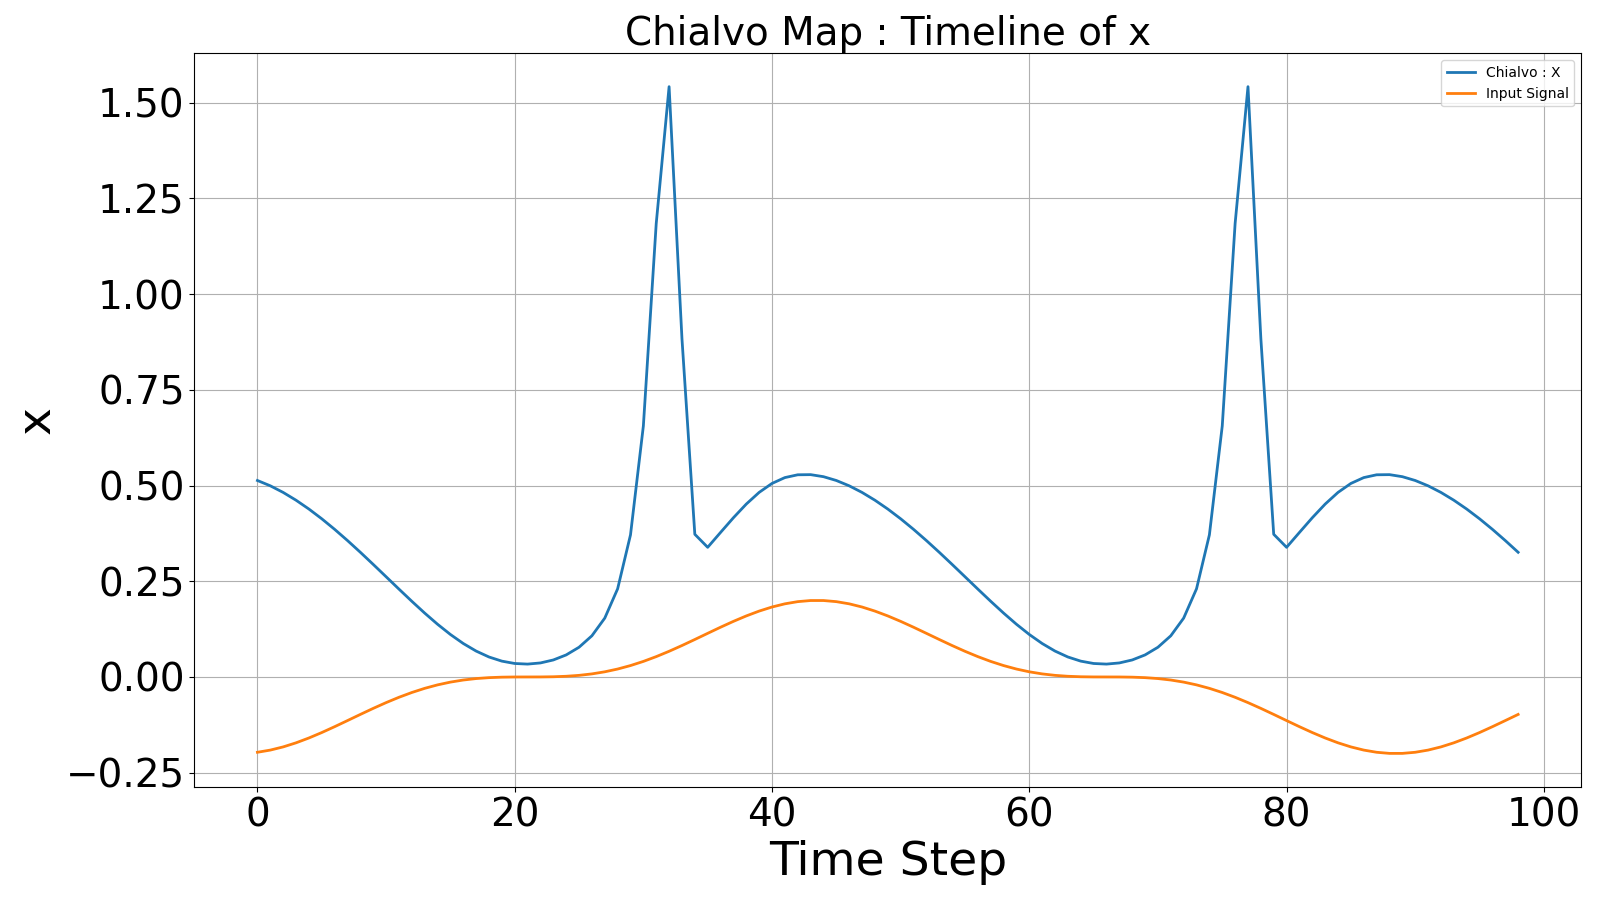 Chialvo Map : Timeline of x
Chialvo : X
Input Signal
1.50
1.25
1.00
0.75
0.50
0.25
0.00
−0.25
x
0 20 40 60 80 100
Time Step